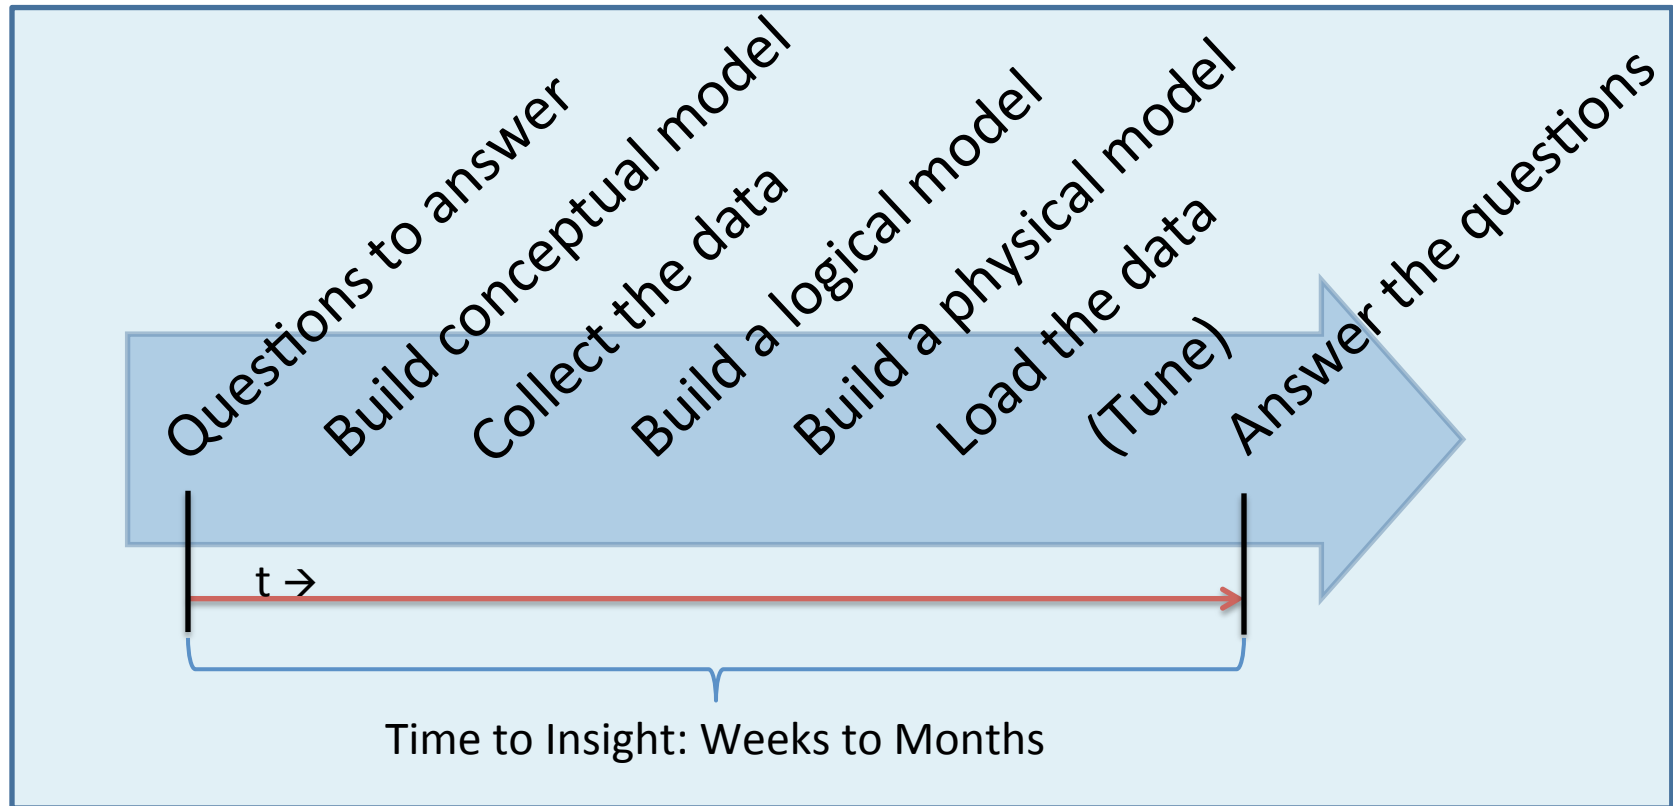 Questions to answer
Build conceptual model
Collect the data
Build a logical model
Build a physical model
Load the data
(Tune)
Answer the questions
t →
Time to Insight: Weeks to Months